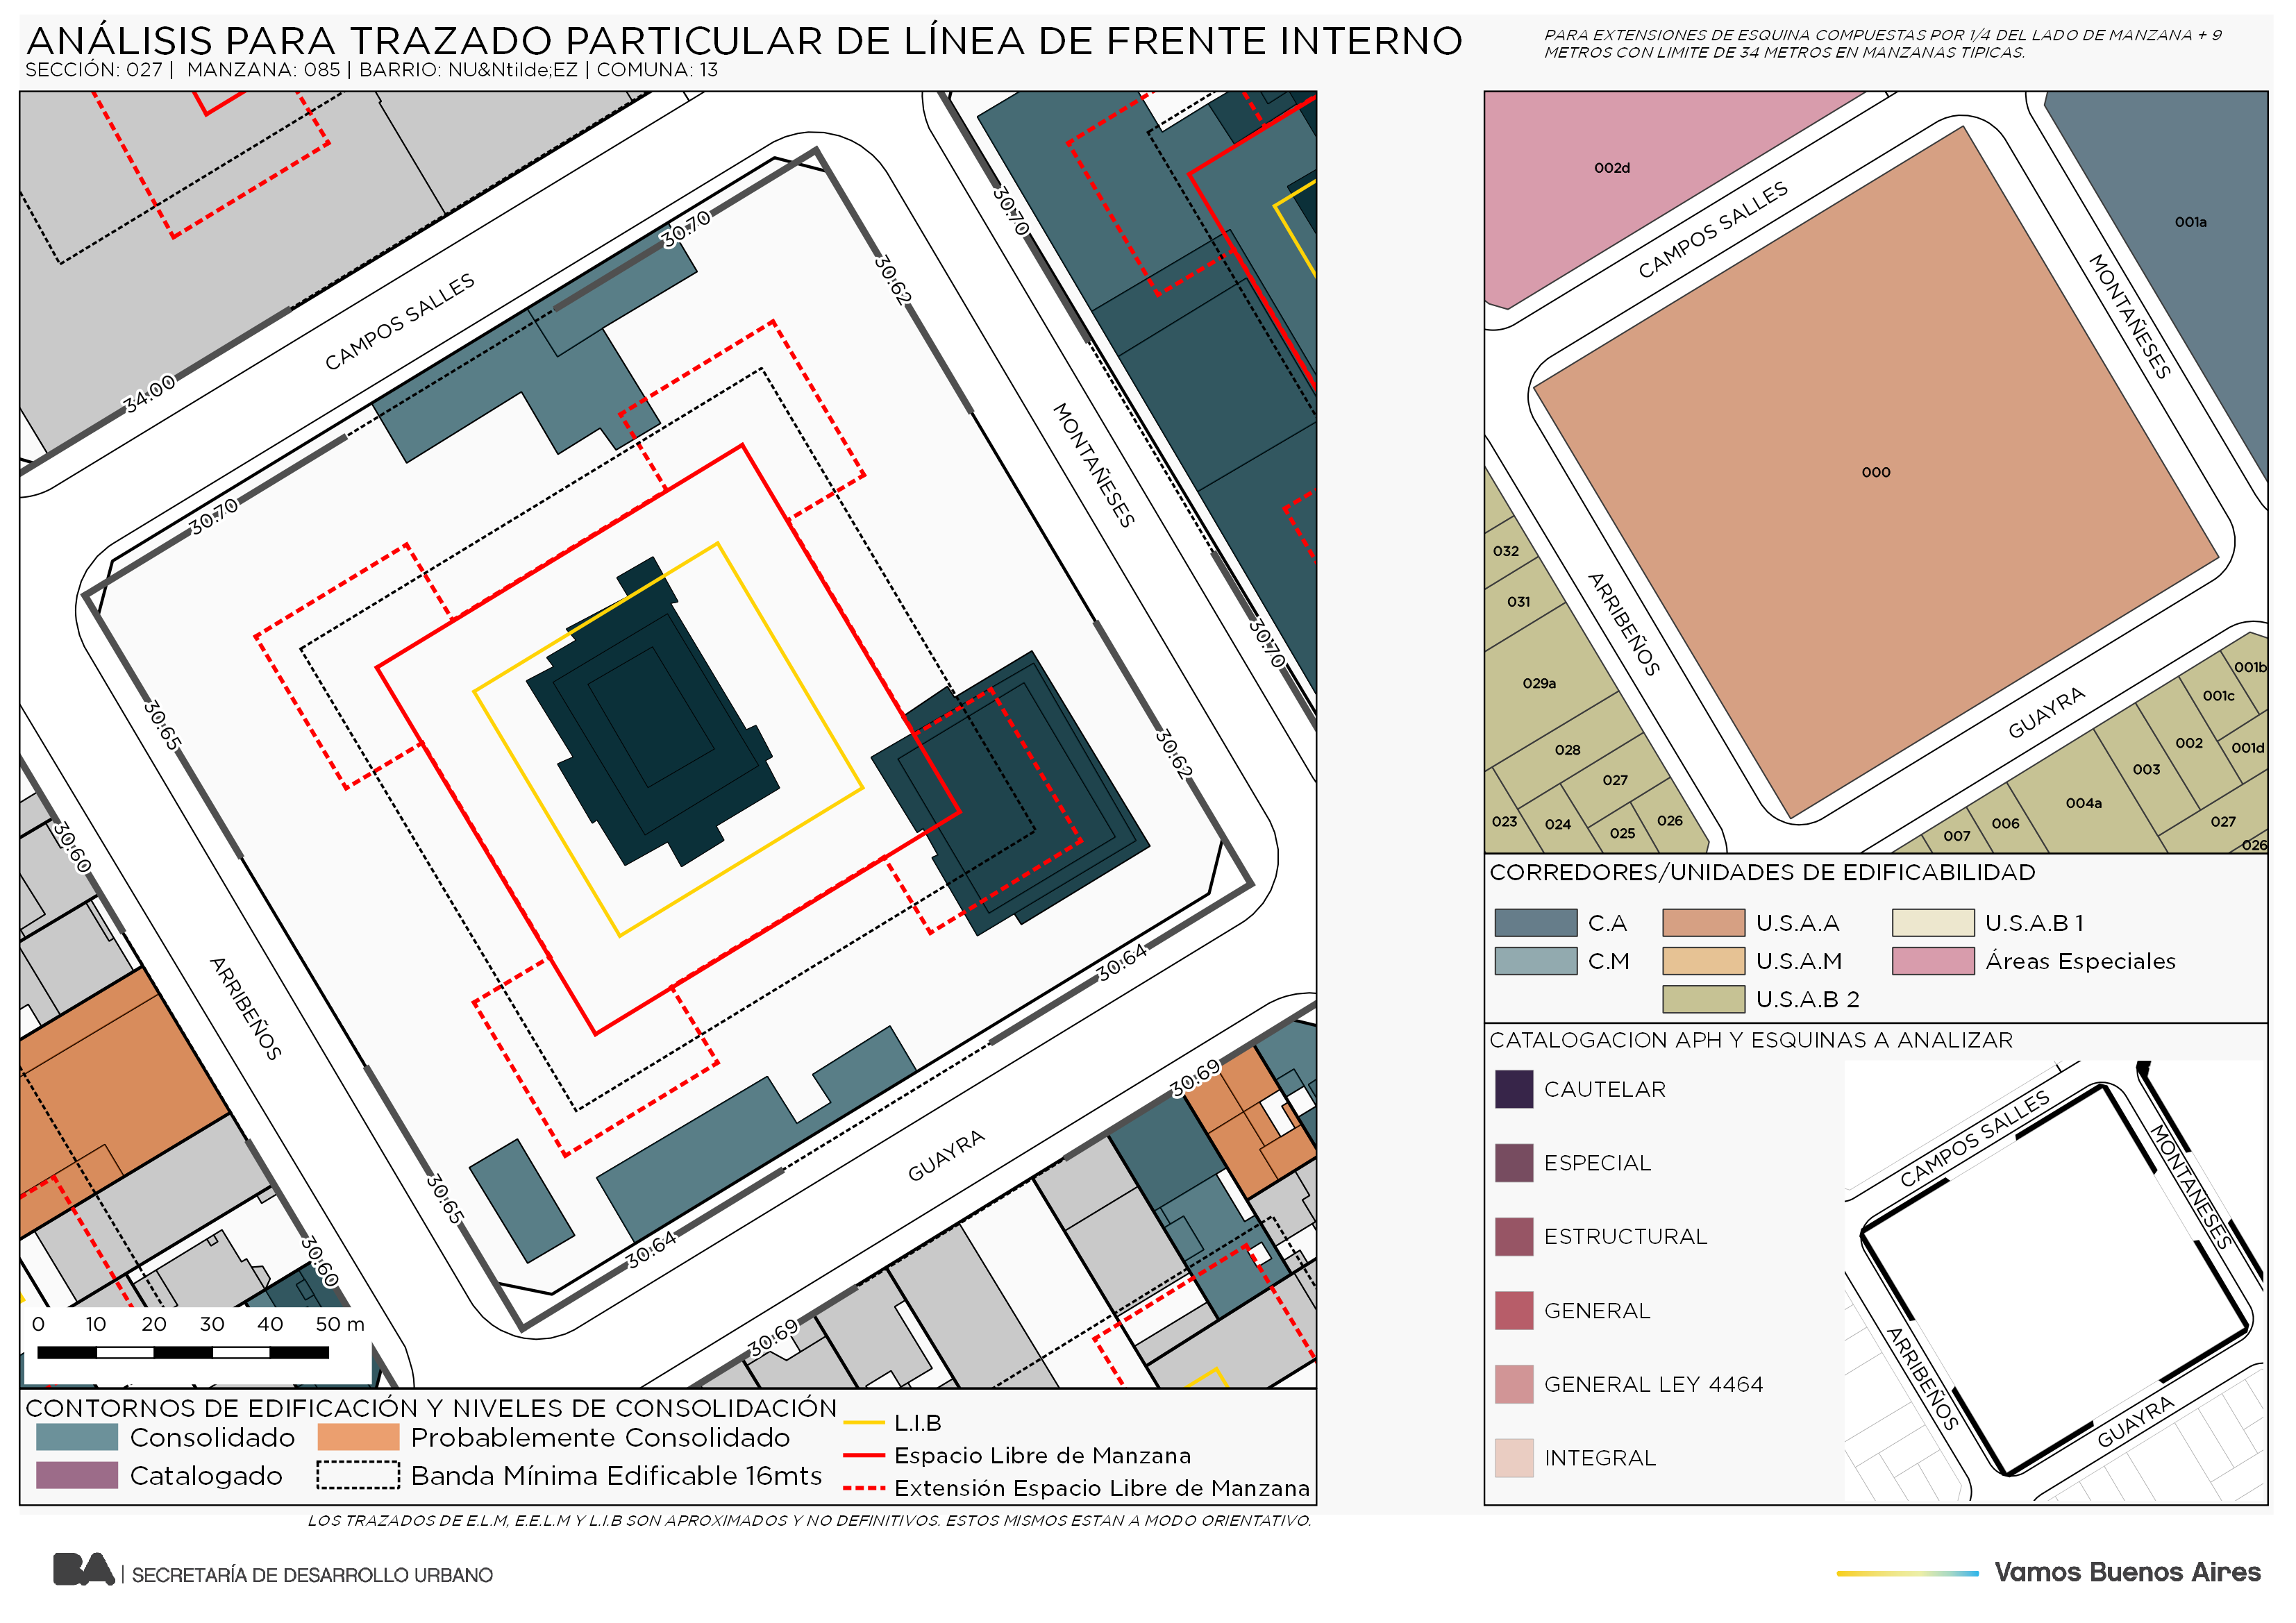 ANÁLISIS PARA TRAZADO PARTICULAR DE LÍNEA DE FRENTE INTERNO
SECCIÓN: 027 | MANZANA: 085 | BARRIO: NU&Ntilde;EZ | COMUNA: 13
PARA EXTENSIONES DE ESQUINA COMPUESTAS POR 1/4 DEL LADO DE MANZANA + 9
METROS CON LIMITE DE 34 METROS EN MANZANAS TIPICAS.
30.70
30.70
30.62
CAMPOS SALLES
34.00
MONTAÑESES
30.70
30.70
30.65
30.62
30.60
ARRIBEÑOS
30.64
30.69
GUAYRA
30.65
30.64
30.60
30.69
0 10 20 30 40 50 m
CONTORNOS DE EDIFICACIÓN Y NIVELES DE CONSOLIDACIÓN
Consolidado
Probablemente Consolidado
Catalogado
Banda Mínima Edificable 16mts
L.I.B
Espacio Libre de Manzana
Extensión Espacio Libre de Manzana
LOS TRAZADOS DE E.L.M, E.E.L.M Y L.I.B SON APROXIMADOS Y NO DEFINITIVOS. ESTOS MISMOS ESTAN A MODO ORIENTATIVO.
002d
001a
CAMPOS SALLES
MONTAÑESES
000
032
031
ARRIBEÑOS
029a
028
027
023
024
025
026
GUAYRA
001b
001c
002
001d
003
004a
027
006
007
026
CORREDORES/UNIDADES DE EDIFICABILIDAD
C.A
U.S.A.A
U.S.A.B 1
C.M
U.S.A.M
Áreas Especiales
U.S.A.B 2
CATALOGACION APH Y ESQUINAS A ANALIZAR
CAUTELAR
ESPECIAL
ESTRUCTURAL
GENERAL
GENERAL LEY 4464
INTEGRAL
CAMPOS SALLES
MONTAÑESES
ARRIBEÑOS
GUAYRA
BA | SECRETARÍA DE DESARROLLO URBANO
Vamos Buenos Aires